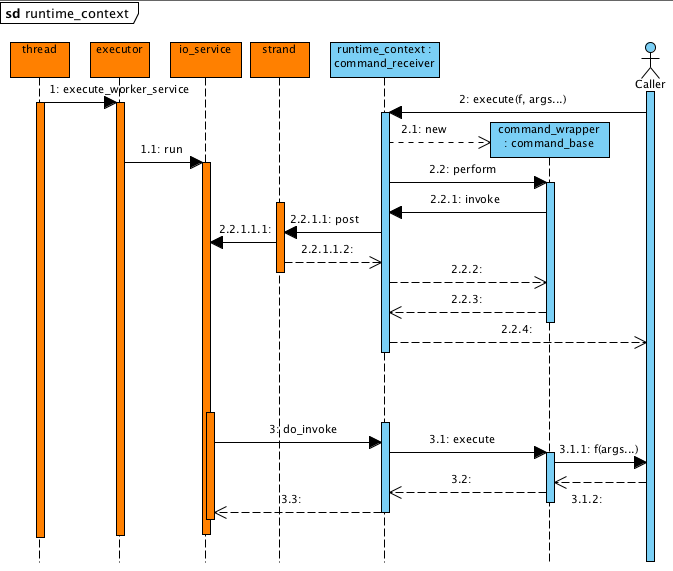 sd runtime_context
thread
executor
io_service
strand
runtime_context :
command_receiver
Caller
1: execute_worker_service
2: execute(f, args...)
2.1: new
command_wrapper
: command_base
1.1: run
2.2: perform
2.2.1: invoke
2.2.1.1: post
2.2.1.1.1:
2.2.1.1.2:
2.2.2:
2.2.3:
2.2.4:
3: do_invoke
3.1: execute
3.1.1: f(args...)
3.2:
3.1.2:
3.3: